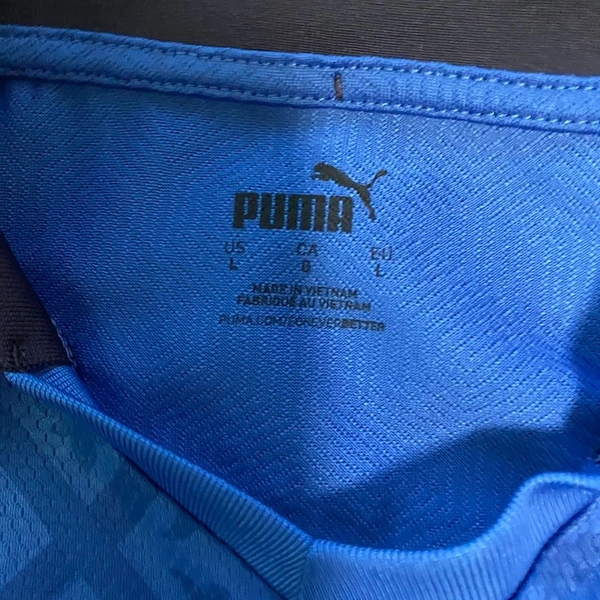 PUMA
US CA EU
L G L
MADE IN VIETNAM
FABRIQUÉ AU VIETNAM
PUMA.COM/FOREVERBETTER